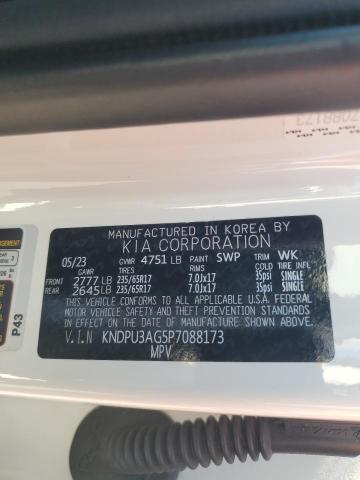 7088173
MANUFACTURED IN KOREA BY
KIA CORPORATION
05/23 GVWR 4751 LB PAINT SWP TRIM WK
GAWR TIRES RIMS COLD TIRE INFL
FRONT 2777 LB 235/65R17 7.0Jx17 35psi SINGLE
REAR 2645 LB 235/65R17 7.0Jx17 35psi SINGLE
THIS VEHICLE CONFORMS TO ALL APPLICABLE U.S.A. FEDERAL
MOTOR VEHICLE SAFETY AND THEFT PREVENTION STANDARDS
IN EFFECT ON THE DATE OF MANUFACTURE SHOWN ABOVE.
V.I.N KNDPU3AG5P7088173
MPV
P43